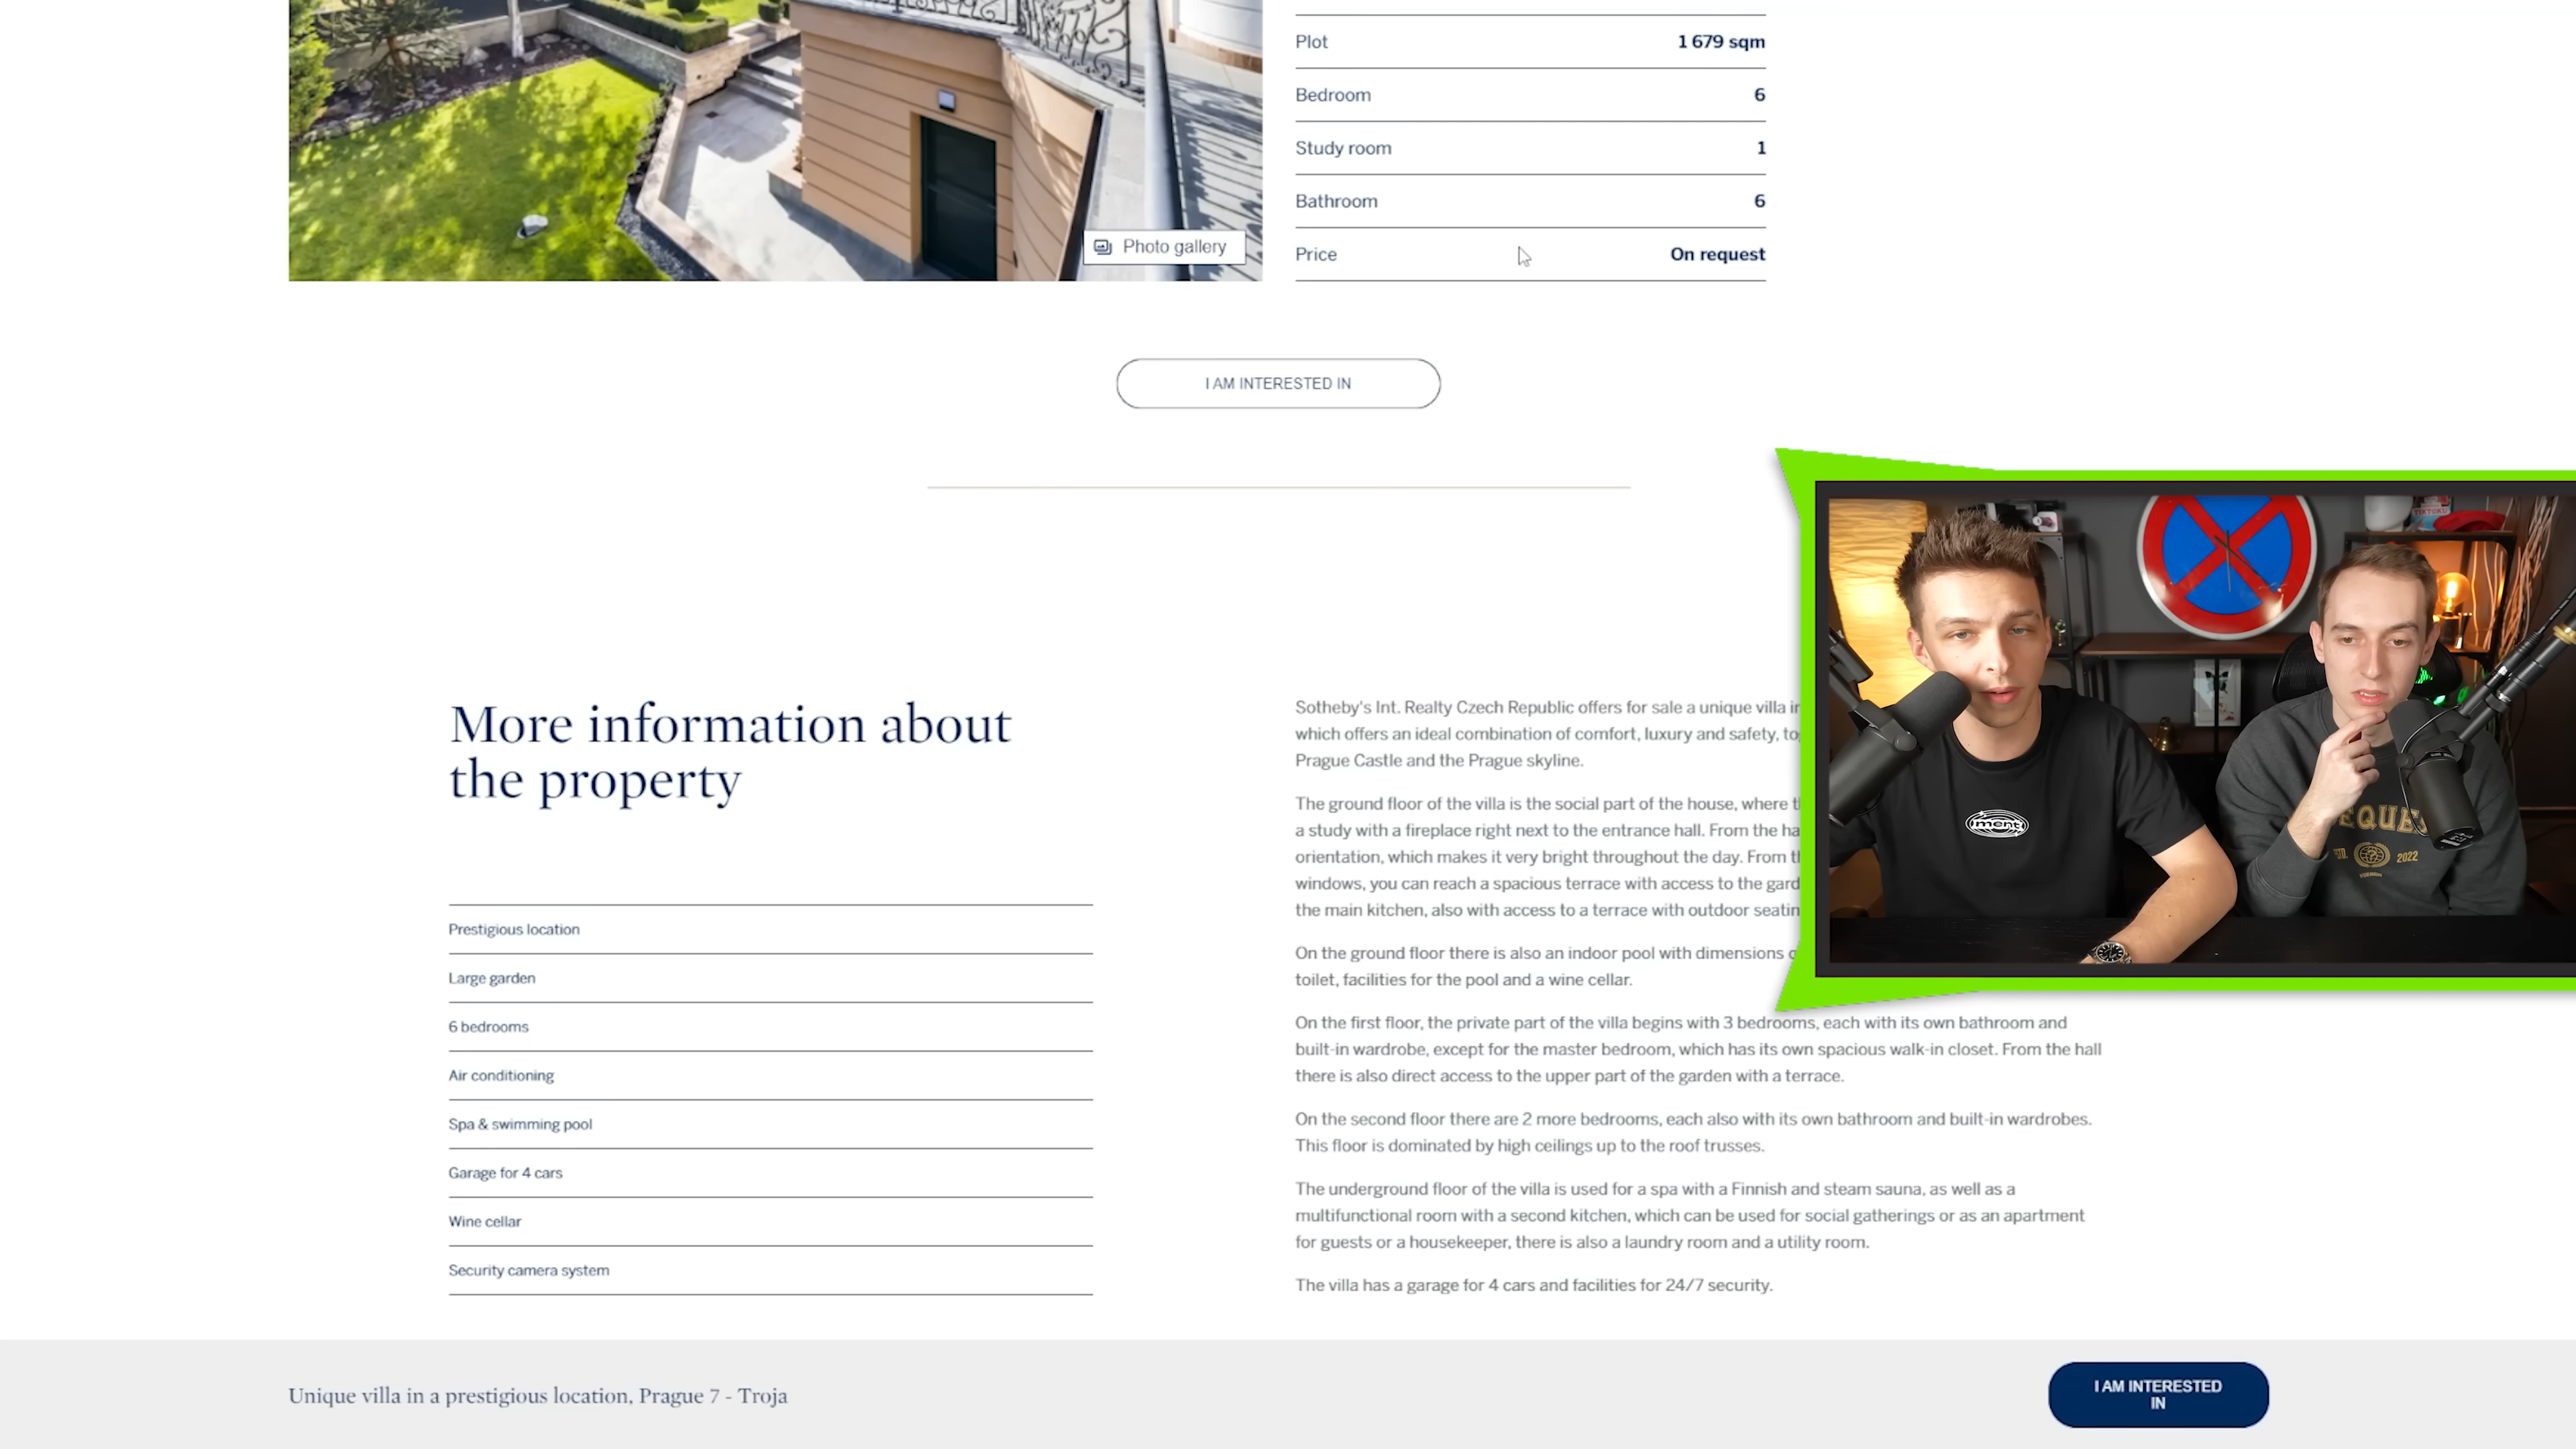 Plot 1 679 sqm
Bedroom 6
Study room 1
Bathroom 6
Price On request
Photo gallery
I AM INTERESTED IN
More information about
the property
Prestigious location
Large garden
6 bedrooms
Air conditioning
Spa & swimming pool
Garage for 4 cars
Wine cellar
Security camera system
Sotheby's Int. Realty Czech Republic offers for sale a unique villa
which offers an ideal combination of comfort, luxury and safety,
Prague Castle and the Prague skyline.
The ground floor of the villa is the social part of the house, where
a study with a fireplace right next to the entrance hall. From the
orientation, which makes it very bright throughout the day. From
windows, you can reach a spacious terrace with access to the
the main kitchen, also with access to a terrace with outdoor
On the ground floor there is also an indoor pool with dimensions
toilet, facilities for the pool and a wine cellar.
On the first floor, the private part of the villa begins with 3 bedrooms, each with its own bathroom and
built-in wardrobe, except for the master bedroom, which has its own spacious walk-in closet. From the hall
there is also direct access to the upper part of the garden with a terrace.
On the second floor there are 2 more bedrooms, each also with its own bathroom and built-in wardrobes.
This floor is dominated by high ceilings up to the roof trusses.
The underground floor of the villa is used for a spa with a Finnish and steam sauna, as well as a
multifunctional room with a second kitchen, which can be used for social gatherings or as an apartment
for guests or a housekeeper, there is also a laundry room and a utility room.
The villa has a garage for 4 cars and facilities for 24/7 security.
ment
EQUE
2022
Unique villa in a prestigious location, Prague 7 - Troja
I AM INTERESTED
IN